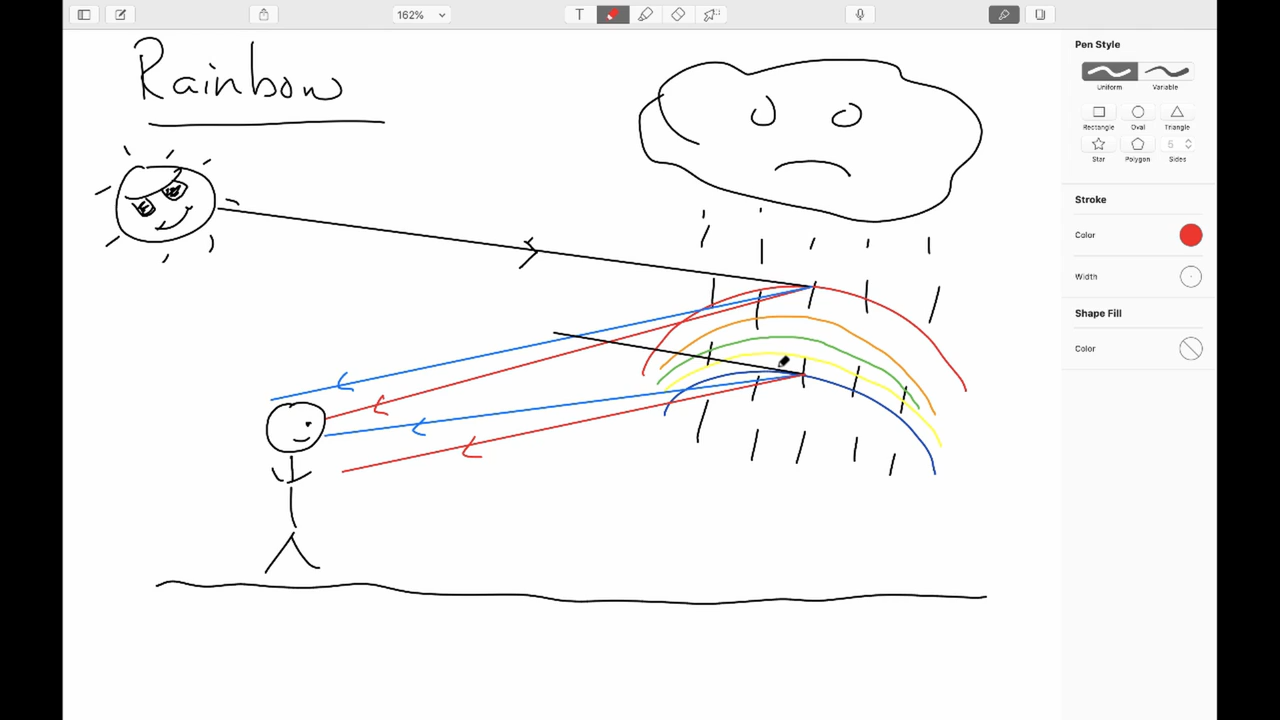 162%
T
Rainbow
Pen Style
Uniform Variable
Rectangle Oval Triangle
Star Polygon 5 Sides
Stroke
Color
Width
Shape Fill
Color